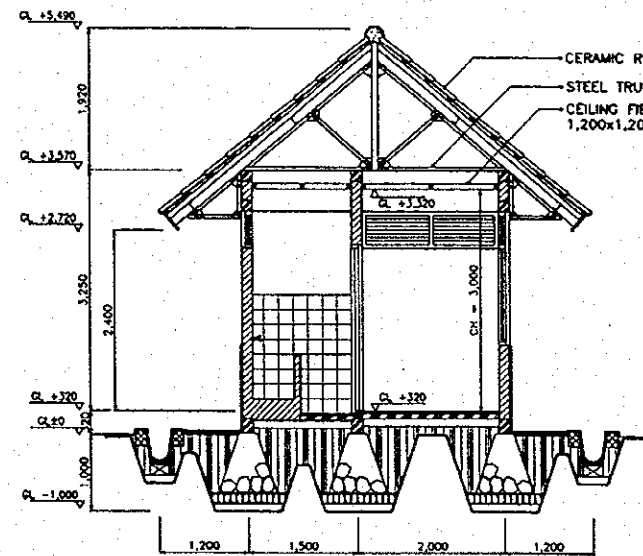 GL +5,490
CERAMIC R
STEEL TRU
CEILING FI
1,200x1,20
1,920
GL +3,570
GL +3,320
GL +2,720
3,250
2,400
CH = 3,000
GL +320
GL +320
GL±0
20
1,000
GL -1,000
1,200
1,500
2,000
1,200